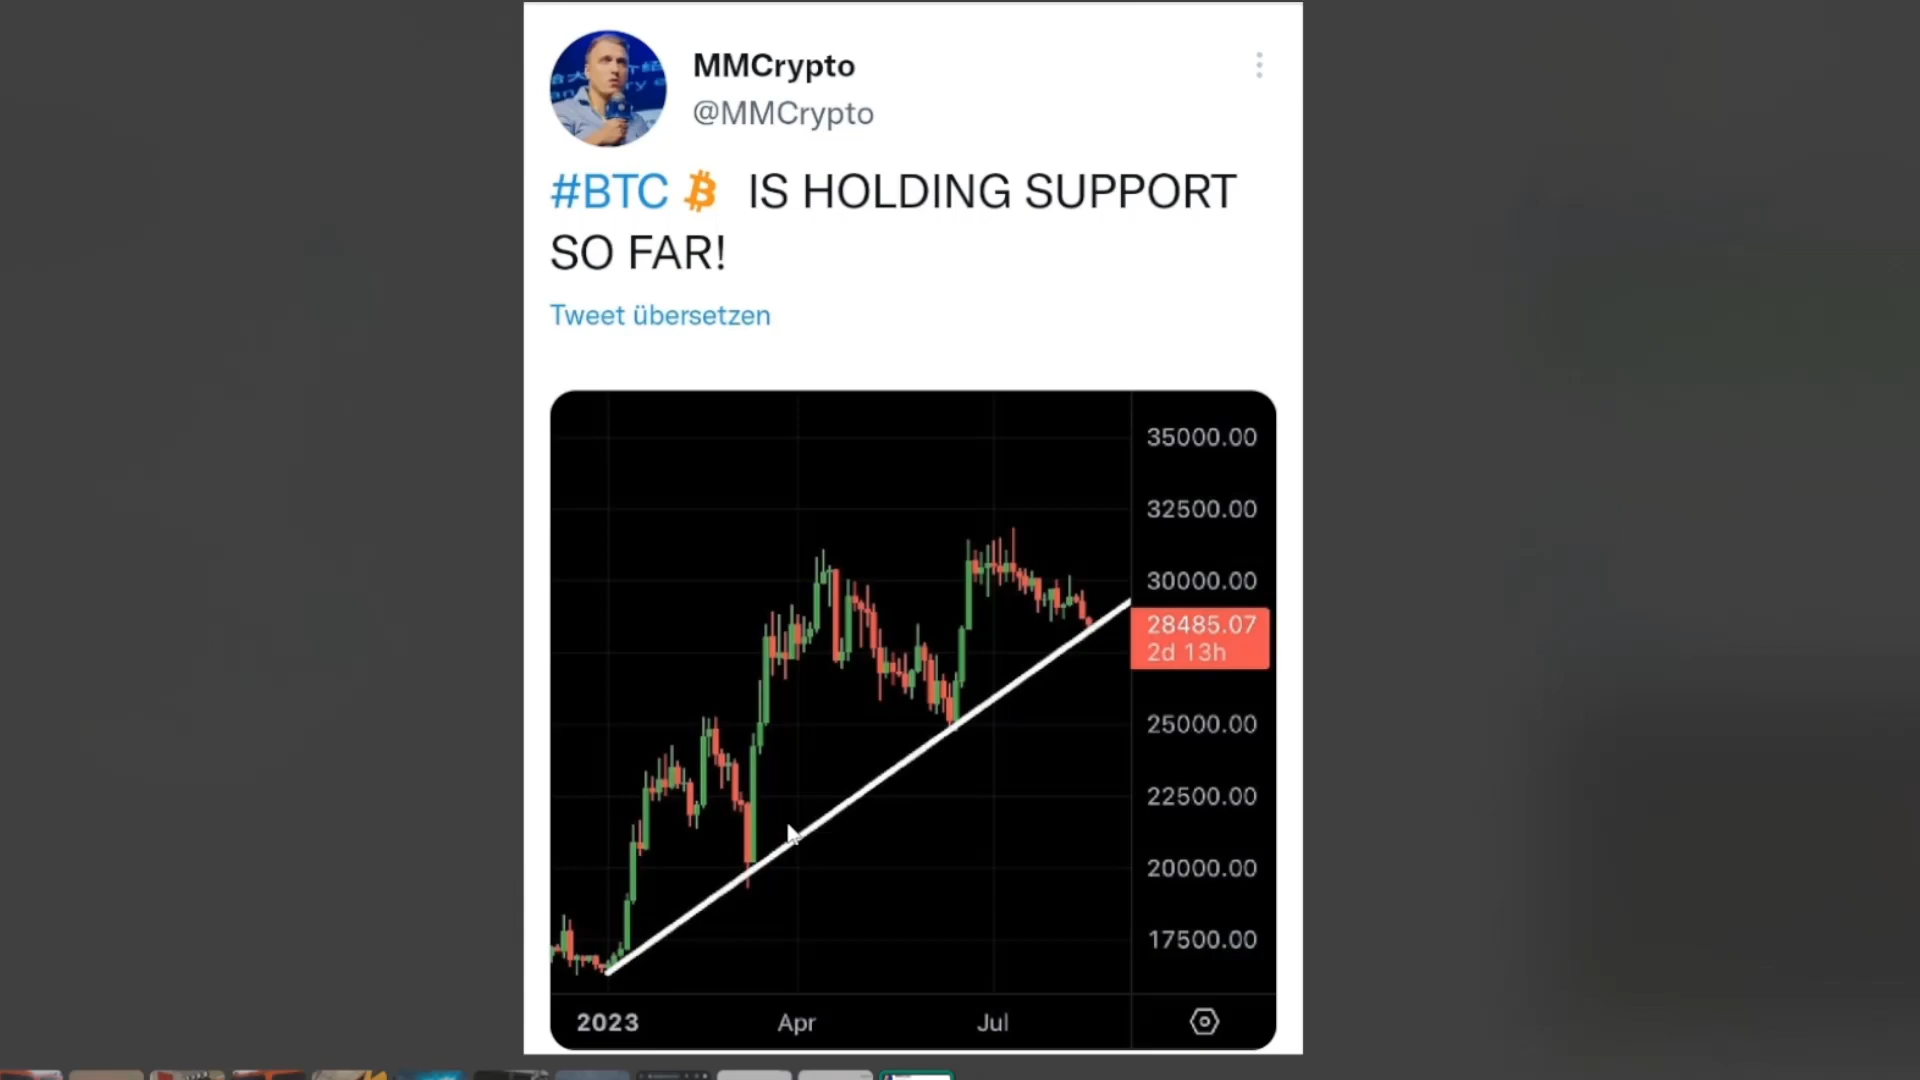 MMCrypto
@MMCrypto
#BTC IS HOLDING SUPPORT
SO FAR!
Tweet übersetzen
35000.00
32500.00
30000.00
28485.07
2d 13h
25000.00
22500.00
20000.00
17500.00
2023 Apr Jul